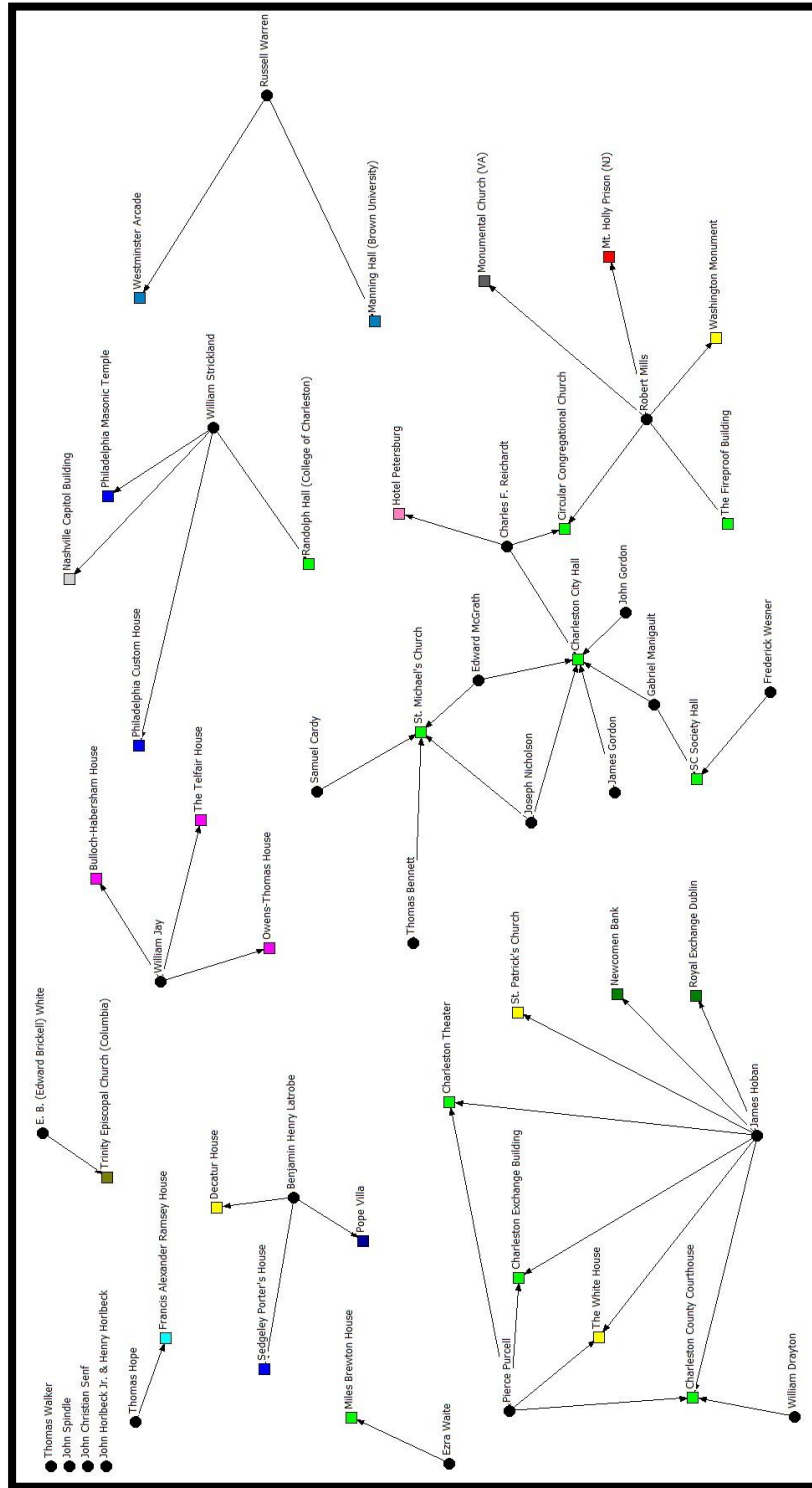 Thomas Walker
John Spindle
John Christian Senf
John Horlbeck Jr. & Henry Horlbeck
Thomas Hope
Francis Alexander Ramsey House
E. B. (Edward Brickell) White
Trinity Episcopal Church (Columbia)
Decatur House
Sedgeley Porter's House
Benjamin Henry Latrobe
Pope Villa
Miles Brewton House
Ezra Waite
Bulloch-Habersham House
William Jay
The Telfair House
Owens-Thomas House
Nashville Capitol Building
Philadelphia Masonic Temple
Philadelphia Custom House
William Strickland
Randolph Hall (College of Charleston)
Westminster Arcade
Russell Warren
Manning Hall (Brown University)
Samuel Cardy
Thomas Bennett
St. Michael's Church
Edward McGrath
Joseph Nicholson
Charleston City Hall
James Gordon
John Gordon
Gabriel Manigault
SC Society Hall
Frederick Wesner
Hotel Petersburg
Charles F. Reichardt
Circular Congregational Church
Monumental Church (VA)
Mt. Holly Prison (NJ)
Robert Mills
Washington Monument
The Fireproof Building
Charleston Theater
Charleston Exchange Building
St. Patrick's Church
Pierce Purcell
The White House
Newcomen Bank
Royal Exchange Dublin
Charleston County Courthouse
James Hoban
William Drayton